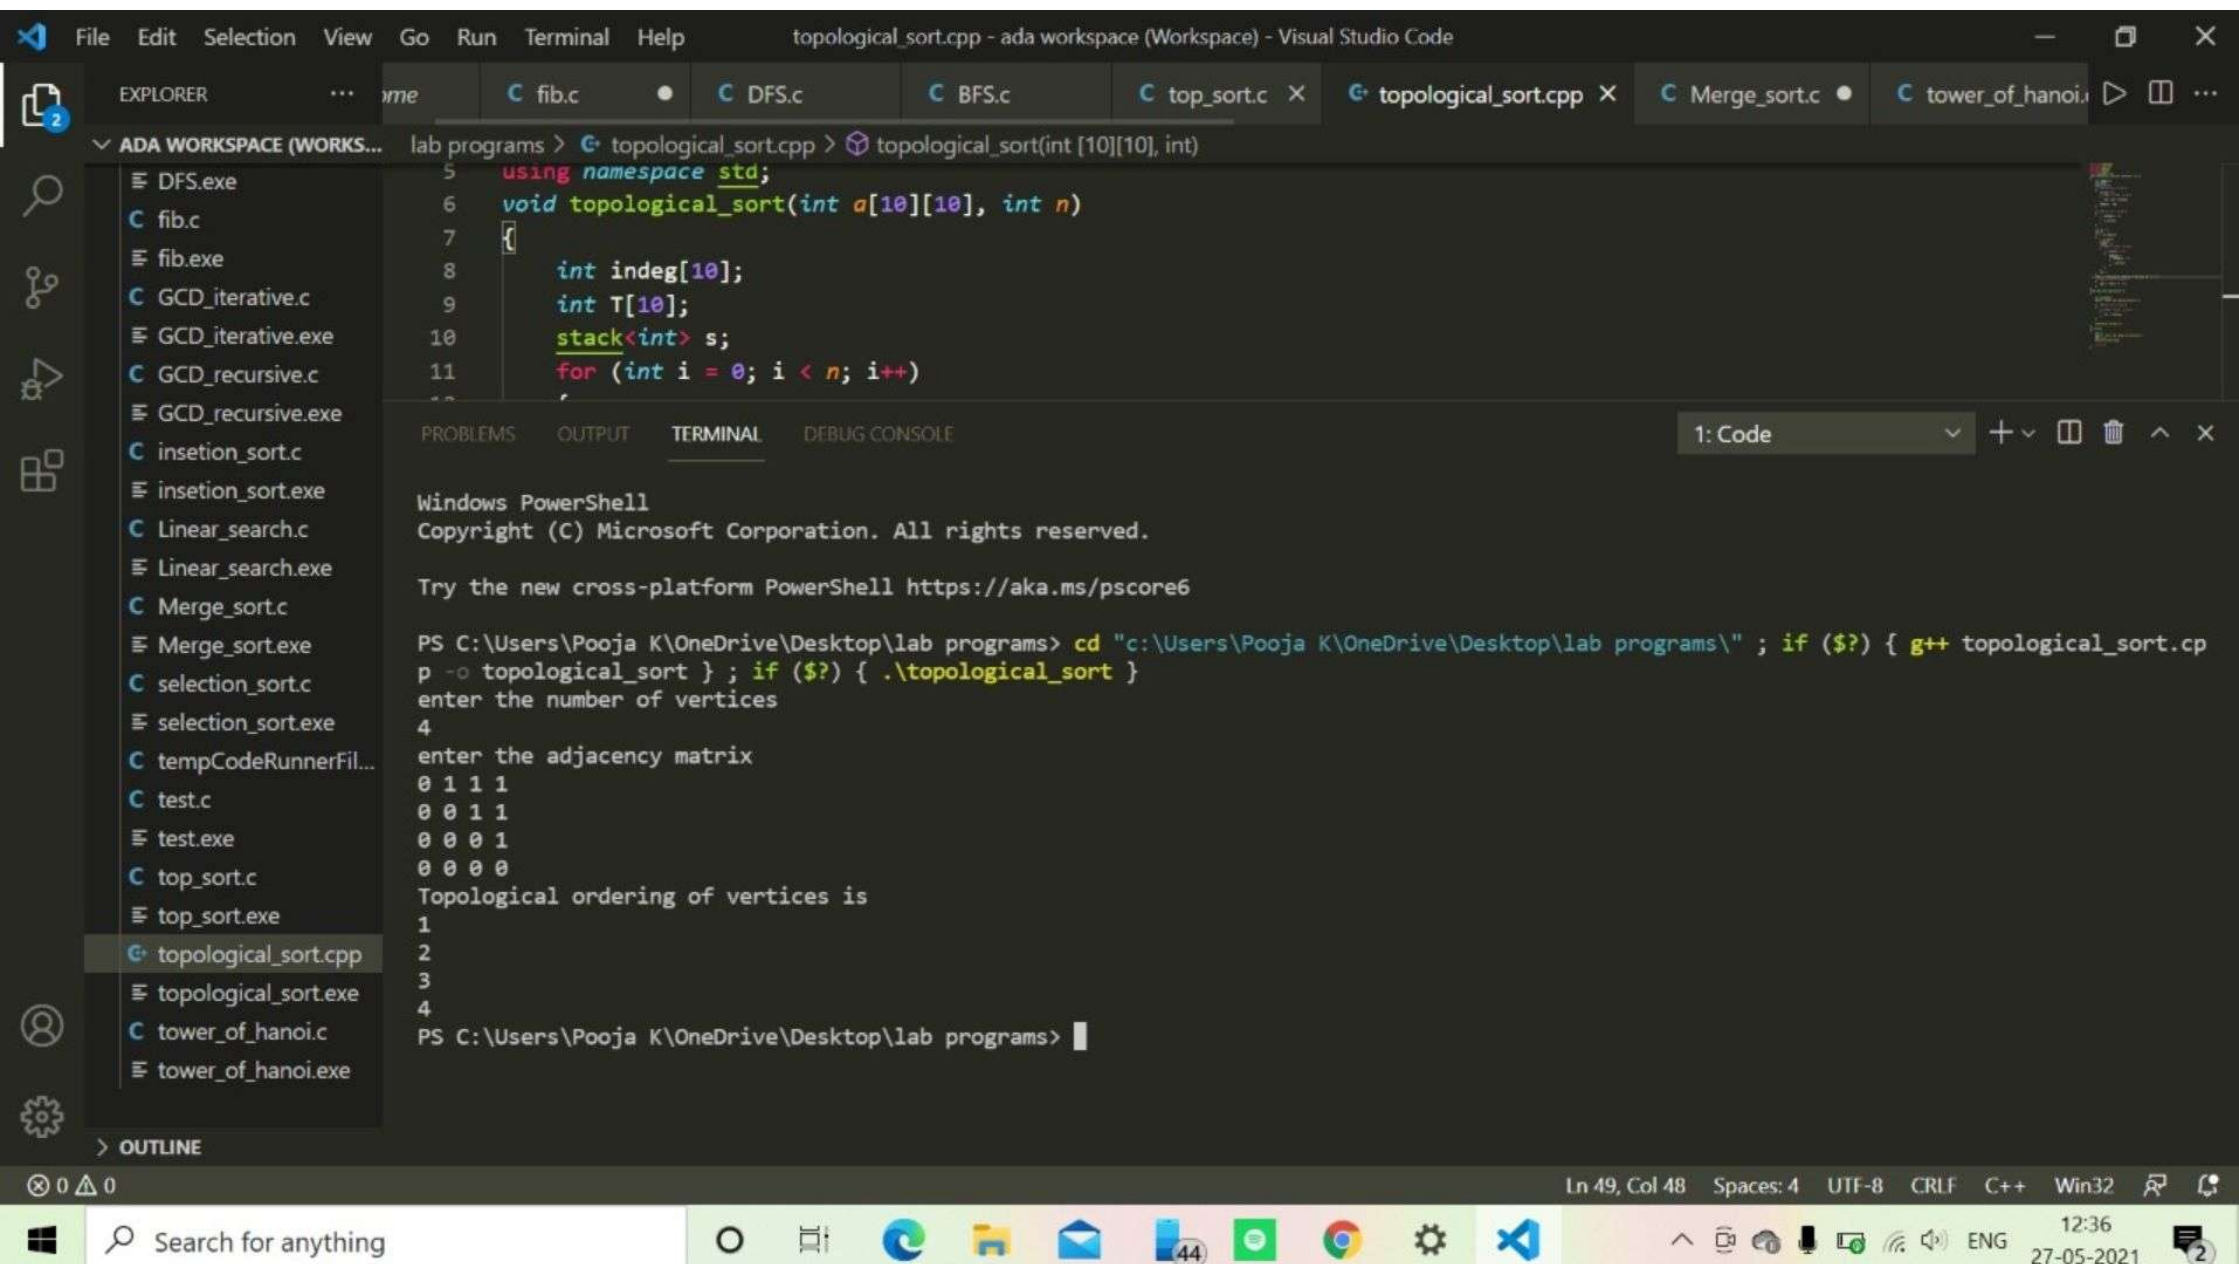 File Edit Selection View Go Run Terminal Help topological_sort.cpp - ada workspace (Workspace) - Visual Studio Code
EXPLORER ··· ome C fib.c C DFS.c C BFS.c C top_sort.c topological_sort.cpp C Merge_sort.c C tower_of_hanoi. ···
2
ADA WORKSPACE (WORKS...
lab programs > topological_sort.cpp > topological_sort(int [10][10], int)
DFS.exe
C fib.c
fib.exe
C GCD_iterative.c
GCD_iterative.exe
C GCD_recursive.c
GCD_recursive.exe
C insetion_sort.c
insetion_sort.exe
C Linear_search.c
Linear_search.exe
C Merge_sort.c
Merge_sort.exe
C selection_sort.c
selection_sort.exe
C tempCodeRunnerFil...
C test.c
test.exe
C top_sort.c
top_sort.exe
topological_sort.cpp
topological_sort.exe
C tower_of_hanoi.c
tower_of_hanoi.exe
OUTLINE
5 using namespace std;
6 void topological_sort(int a[10][10], int n)
7 {
8 int indeg[10];
9 int T[10];
10 stack<int> s;
11 for (int i = 0; i < n; i++)
PROBLEMS OUTPUT TERMINAL DEBUG CONSOLE 1: Code
Windows PowerShell
Copyright (C) Microsoft Corporation. All rights reserved.
Try the new cross-platform PowerShell https://aka.ms/pscore6
PS C:\Users\Pooja K\OneDrive\Desktop\lab programs> cd "c:\Users\Pooja K\OneDrive\Desktop\lab programs\" ; if ($?) { g++ topological_sort.cp
p -o topological_sort } ; if ($?) { .\topological_sort }
enter the number of vertices
4
enter the adjacency matrix
0 1 1 1
0 0 1 1
0 0 0 1
0 0 0 0
Topological ordering of vertices is
1
2
3
4
PS C:\Users\Pooja K\OneDrive\Desktop\lab programs>
0 0 Ln 49, Col 48 Spaces: 4 UTF-8 CRLF C++ Win32
Search for anything 44 ENG 12:36
27-05-2021 2